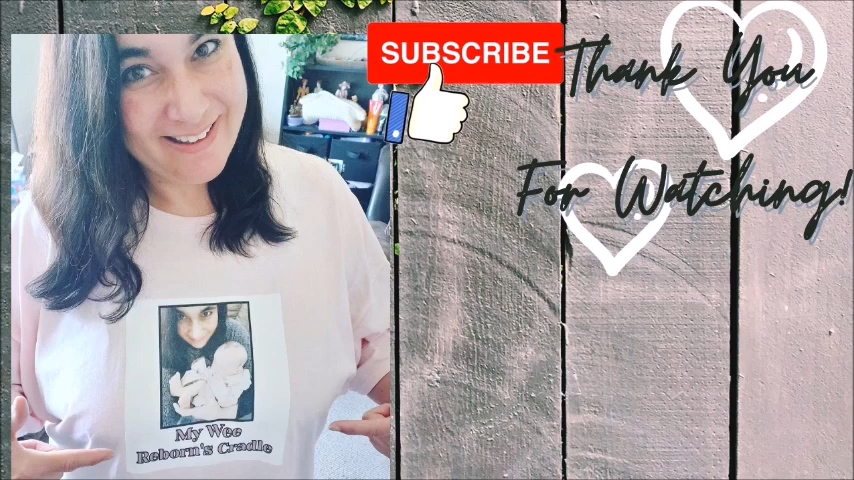 SUBSCRIBE
Thank You
For Watching!
My Wee
Reborn's Cradle